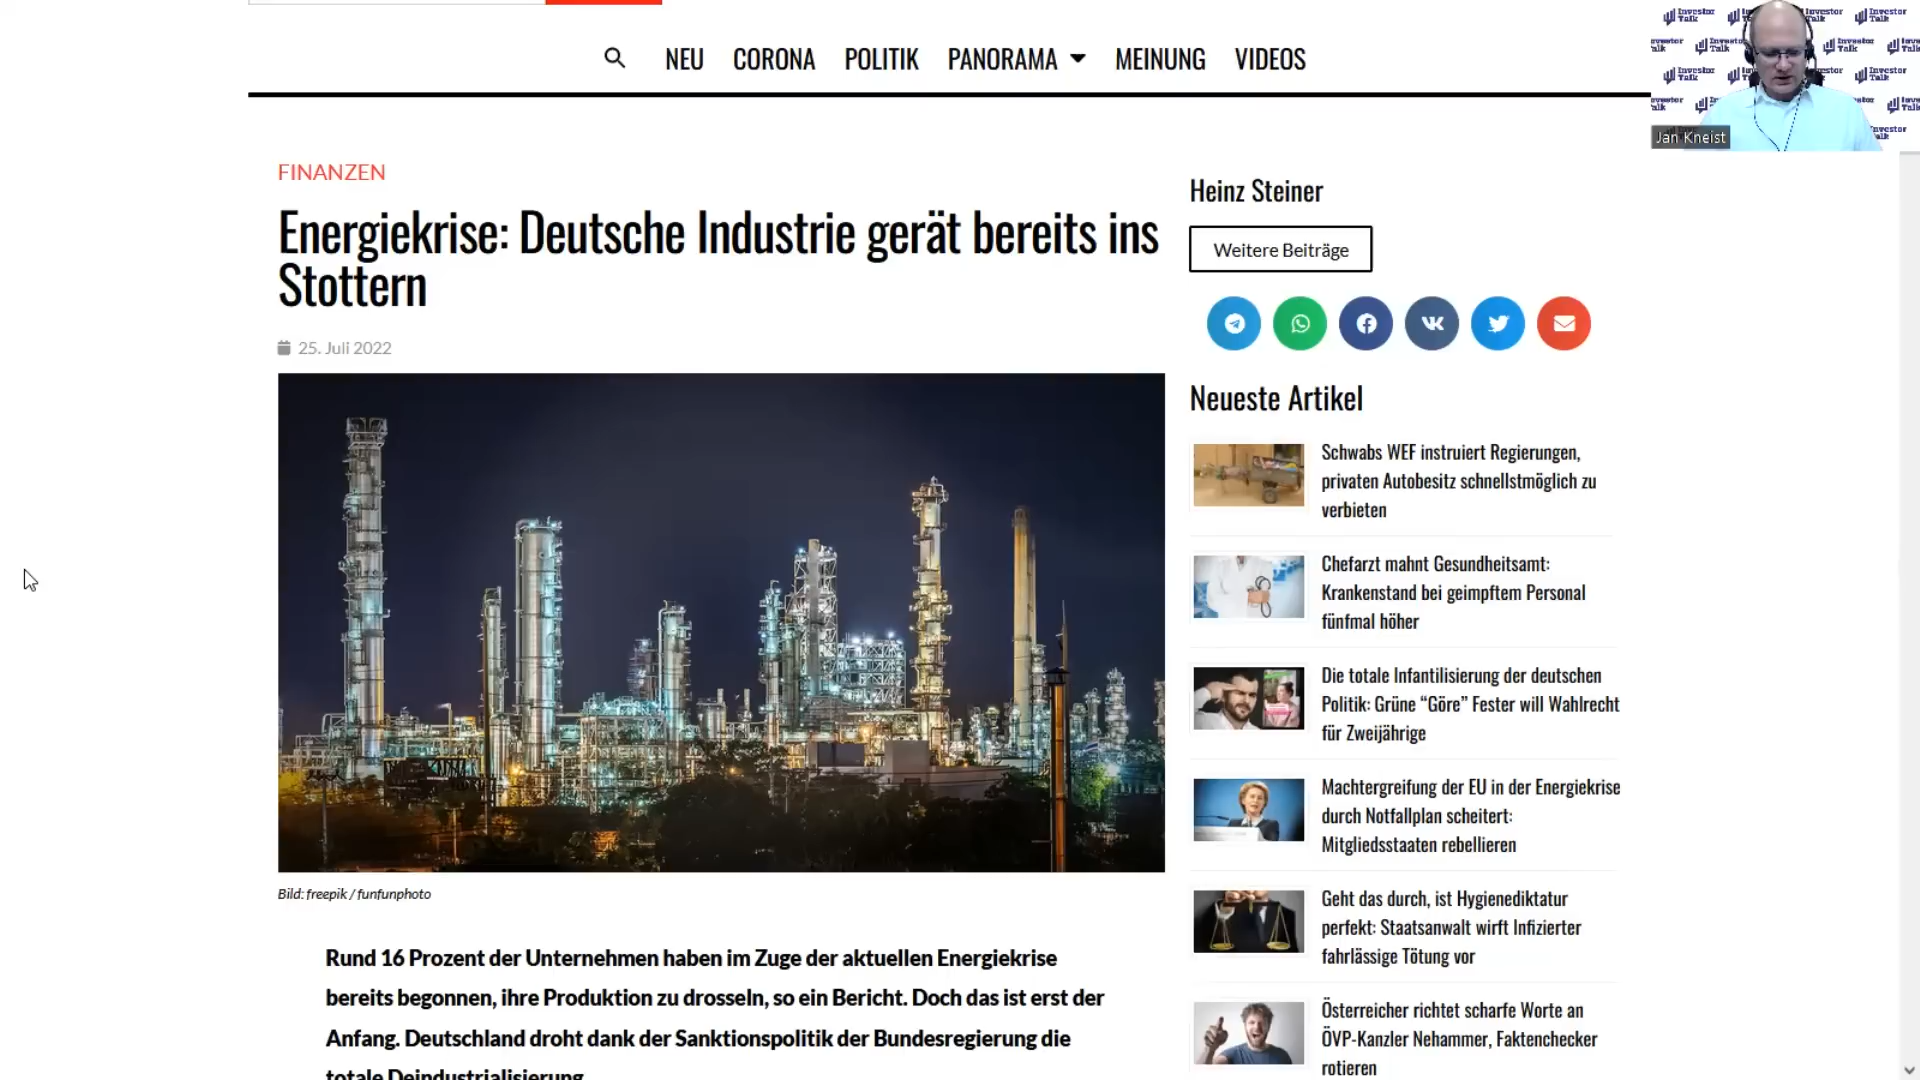 NEU CORONA POLITIK PANORAMA MEINUNG VIDEOS
Investor Talk
Jan Kneist
FINANZEN
Energiekrise: Deutsche Industrie gerät bereits ins
Stottern
25. Juli 2022
Bild: freepik / funfunphoto
Rund 16 Prozent der Unternehmen haben im Zuge der aktuellen Energiekrise
bereits begonnen, ihre Produktion zu drosseln, so ein Bericht. Doch das ist erst der
Anfang. Deutschland droht dank der Sanktionspolitik der Bundesregierung die
totale Deindustrialisierung.
Heinz Steiner
Weitere Beiträge
Neueste Artikel
Schwabs WEF instruiert Regierungen,
privaten Autobesitz schnellstmöglich zu
verbieten
Chefarzt mahnt Gesundheitsamt:
Krankenstand bei geimpftem Personal
fünfmal höher
Die totale Infantilisierung der deutschen
Politik: Grüne “Göre” Fester will Wahlrecht
für Zweijährige
Machtergreifung der EU in der Energiekrise
durch Notfallplan scheitert:
Mitgliedsstaaten rebellieren
Geht das durch, ist Hygienediktatur
perfekt: Staatsanwalt wirft Infizierter
fahrlässige Tötung vor
Österreicher richtet scharfe Worte an
ÖVP-Kanzler Nehammer, Faktenchecker
rotieren